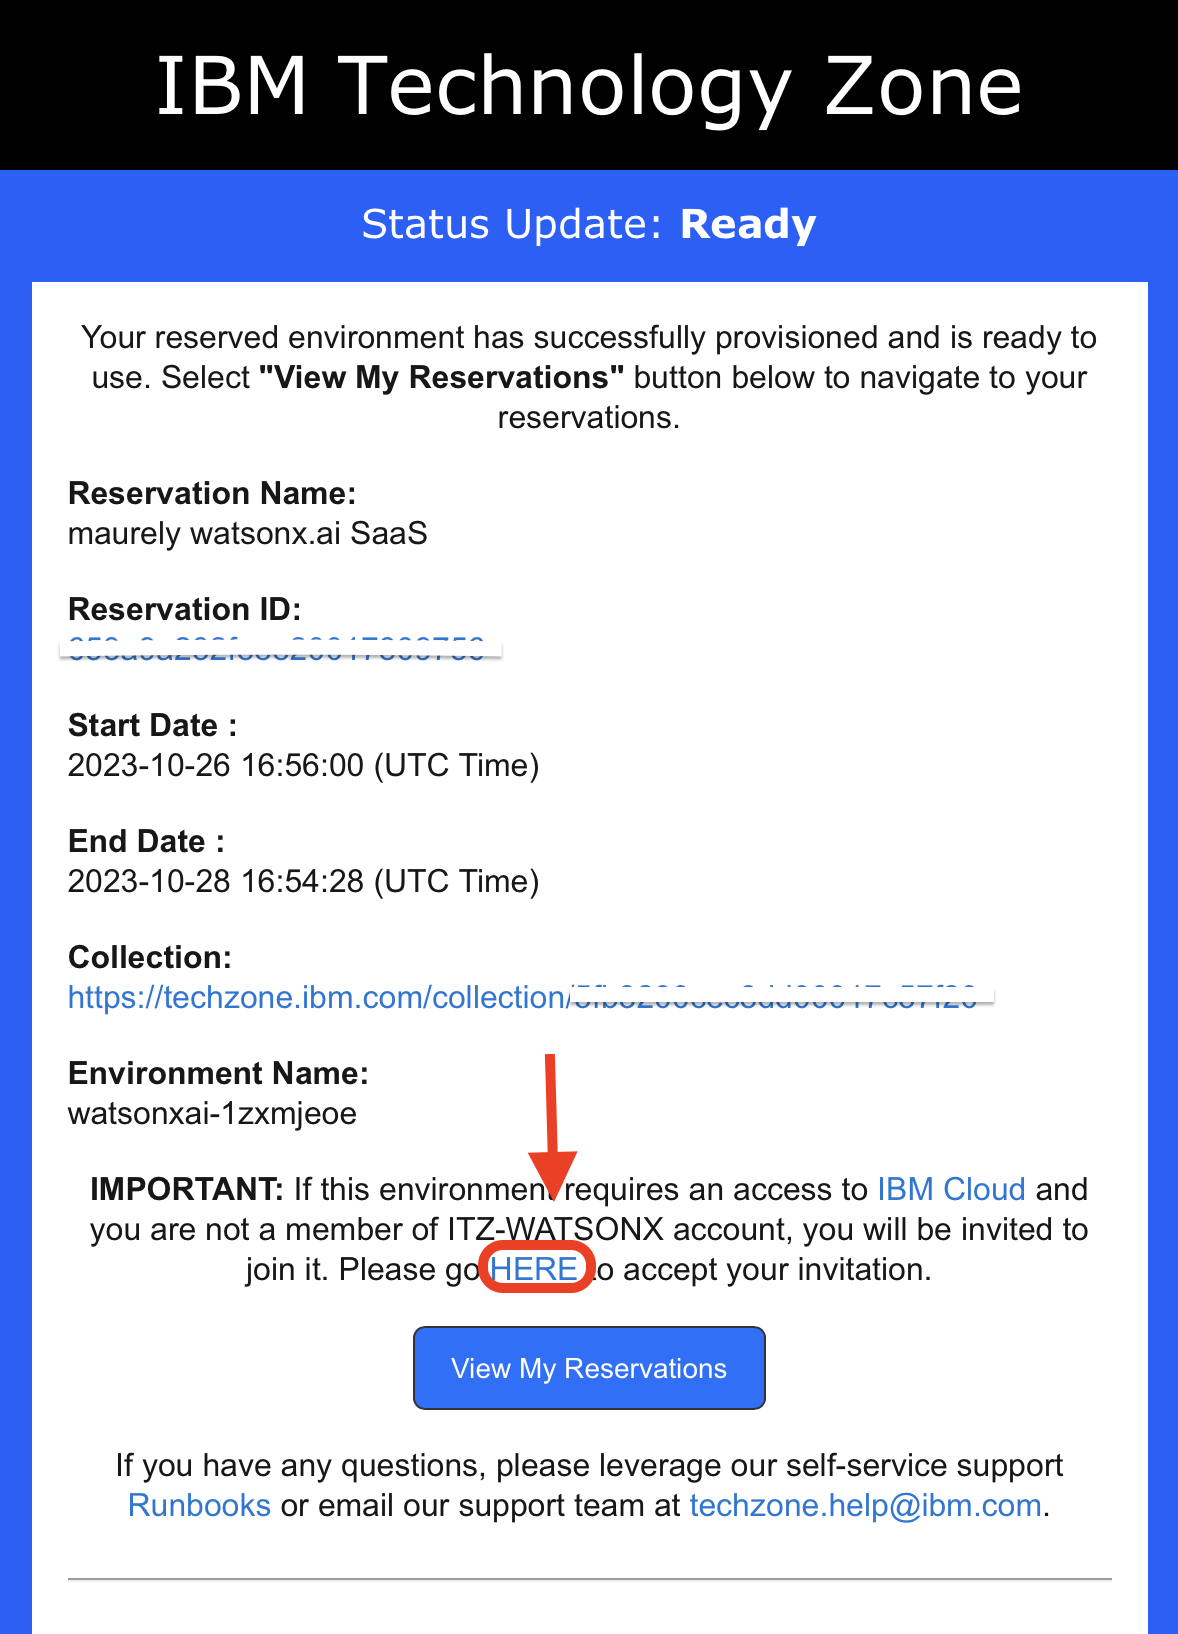 IBM Technology Zone
Status Update: Ready
Your reserved environment has successfully provisioned and is ready to
use. Select "View My Reservations" button below to navigate to your
reservations.
Reservation Name:
maurely watsonx.ai SaaS
Reservation ID:
Start Date :
2023-10-26 16:56:00 (UTC Time)
End Date :
2023-10-28 16:54:28 (UTC Time)
Collection:
https://techzone.ibm.com/collection/
Environment Name:
watsonxai-1zxmjeoe
IMPORTANT: If this environment requires an access to IBM Cloud and
you are not a member of ITZ-WATSONX account, you will be invited to
join it. Please go HERE to accept your invitation.
View My Reservations
If you have any questions, please leverage our self-service support
Runbooks or email our support team at techzone.help@ibm.com.